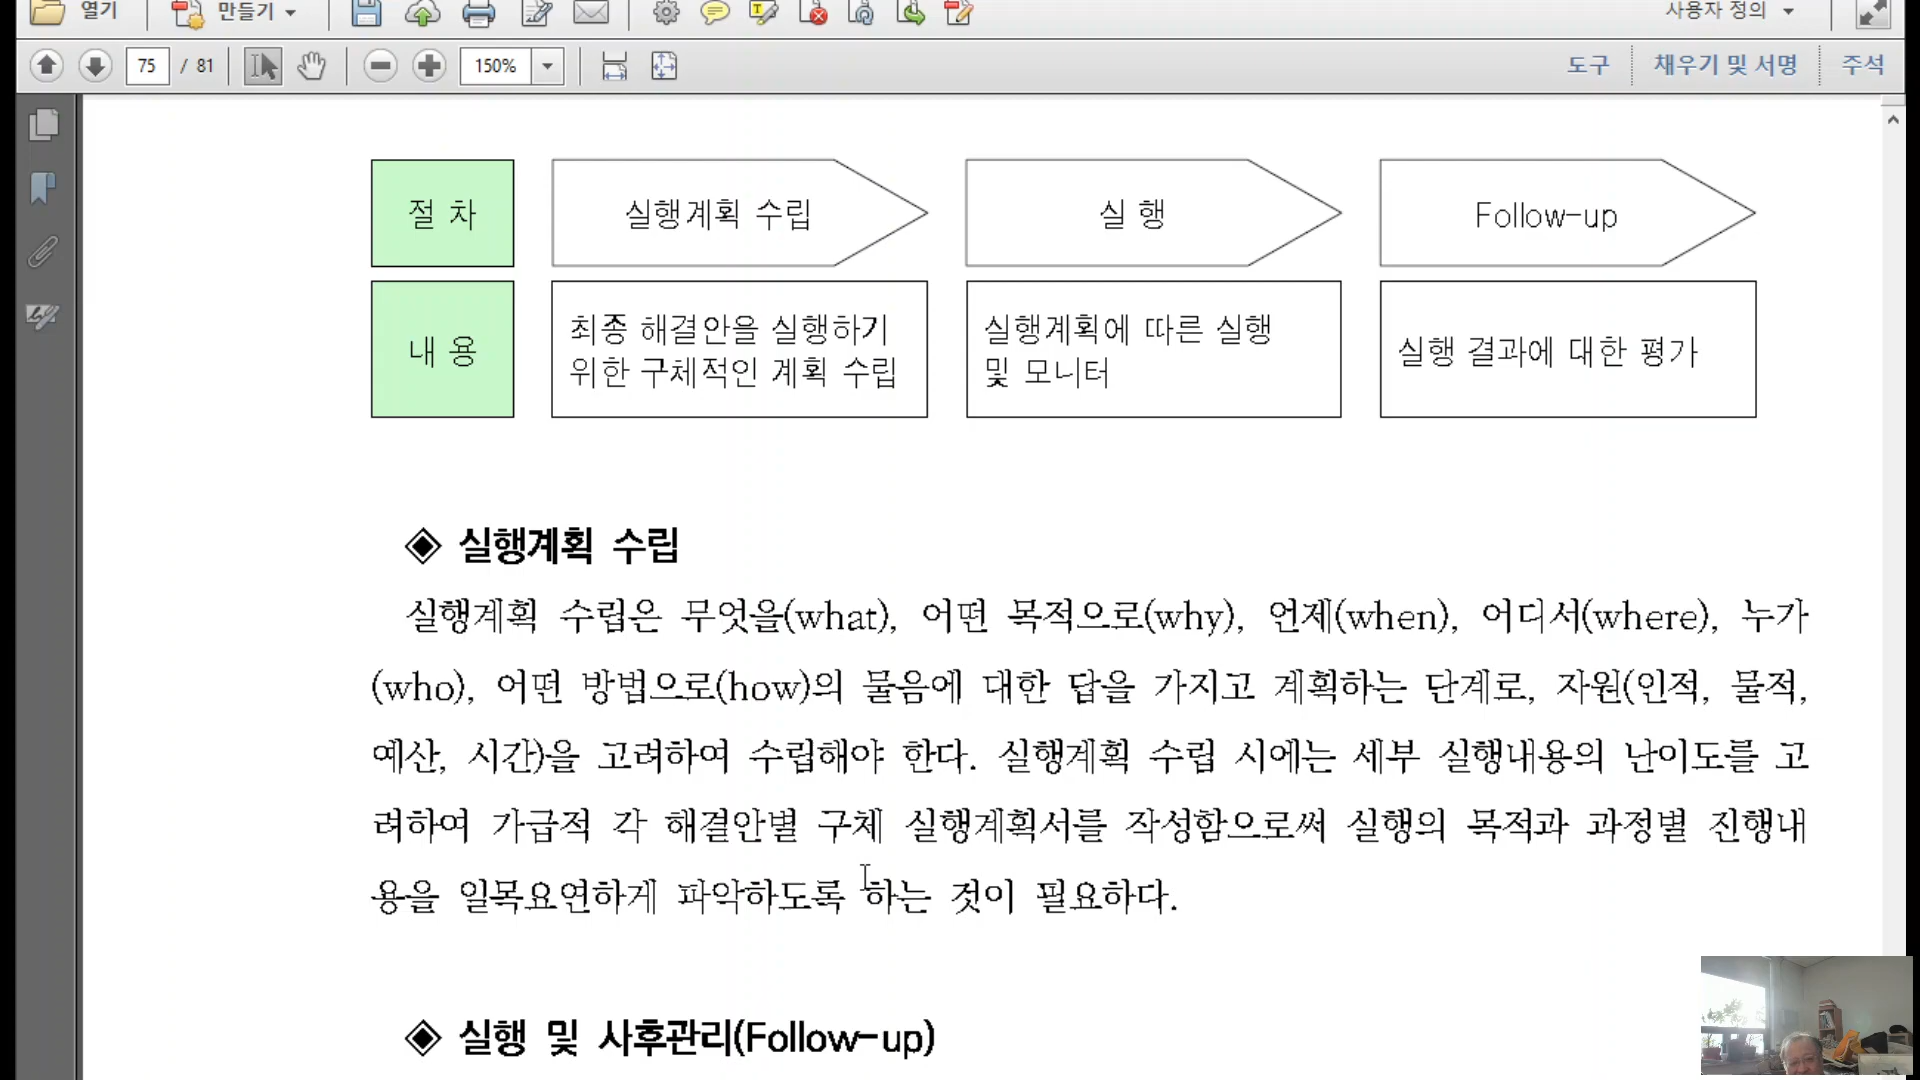 열기
만들기
사용자 정의
75 / 81
150%
도구
채우기 및 서명
주석
절 차
실행계획 수립
실 행
Follow-up
내 용
최종 해결안을 실행하기
위한 구체적인 계획 수립
실행계획에 따른 실행
및 모니터
실행 결과에 대한 평가
◈ 실행계획 수립
실행계획 수립은 무엇을(what), 어떤 목적으로(why), 언제(when), 어디서(where), 누가
(who), 어떤 방법으로(how)의 물음에 대한 답을 가지고 계획하는 단계로, 자원(인적, 물적,
예산, 시간)을 고려하여 수립해야 한다. 실행계획 수립 시에는 세부 실행내용의 난이도를 고
려하여 가급적 각 해결안별 구체 실행계획서를 작성함으로써 실행의 목적과 과정별 진행내
용을 일목요연하게 파악하도록 하는 것이 필요하다.
◈ 실행 및 사후관리(Follow-up)